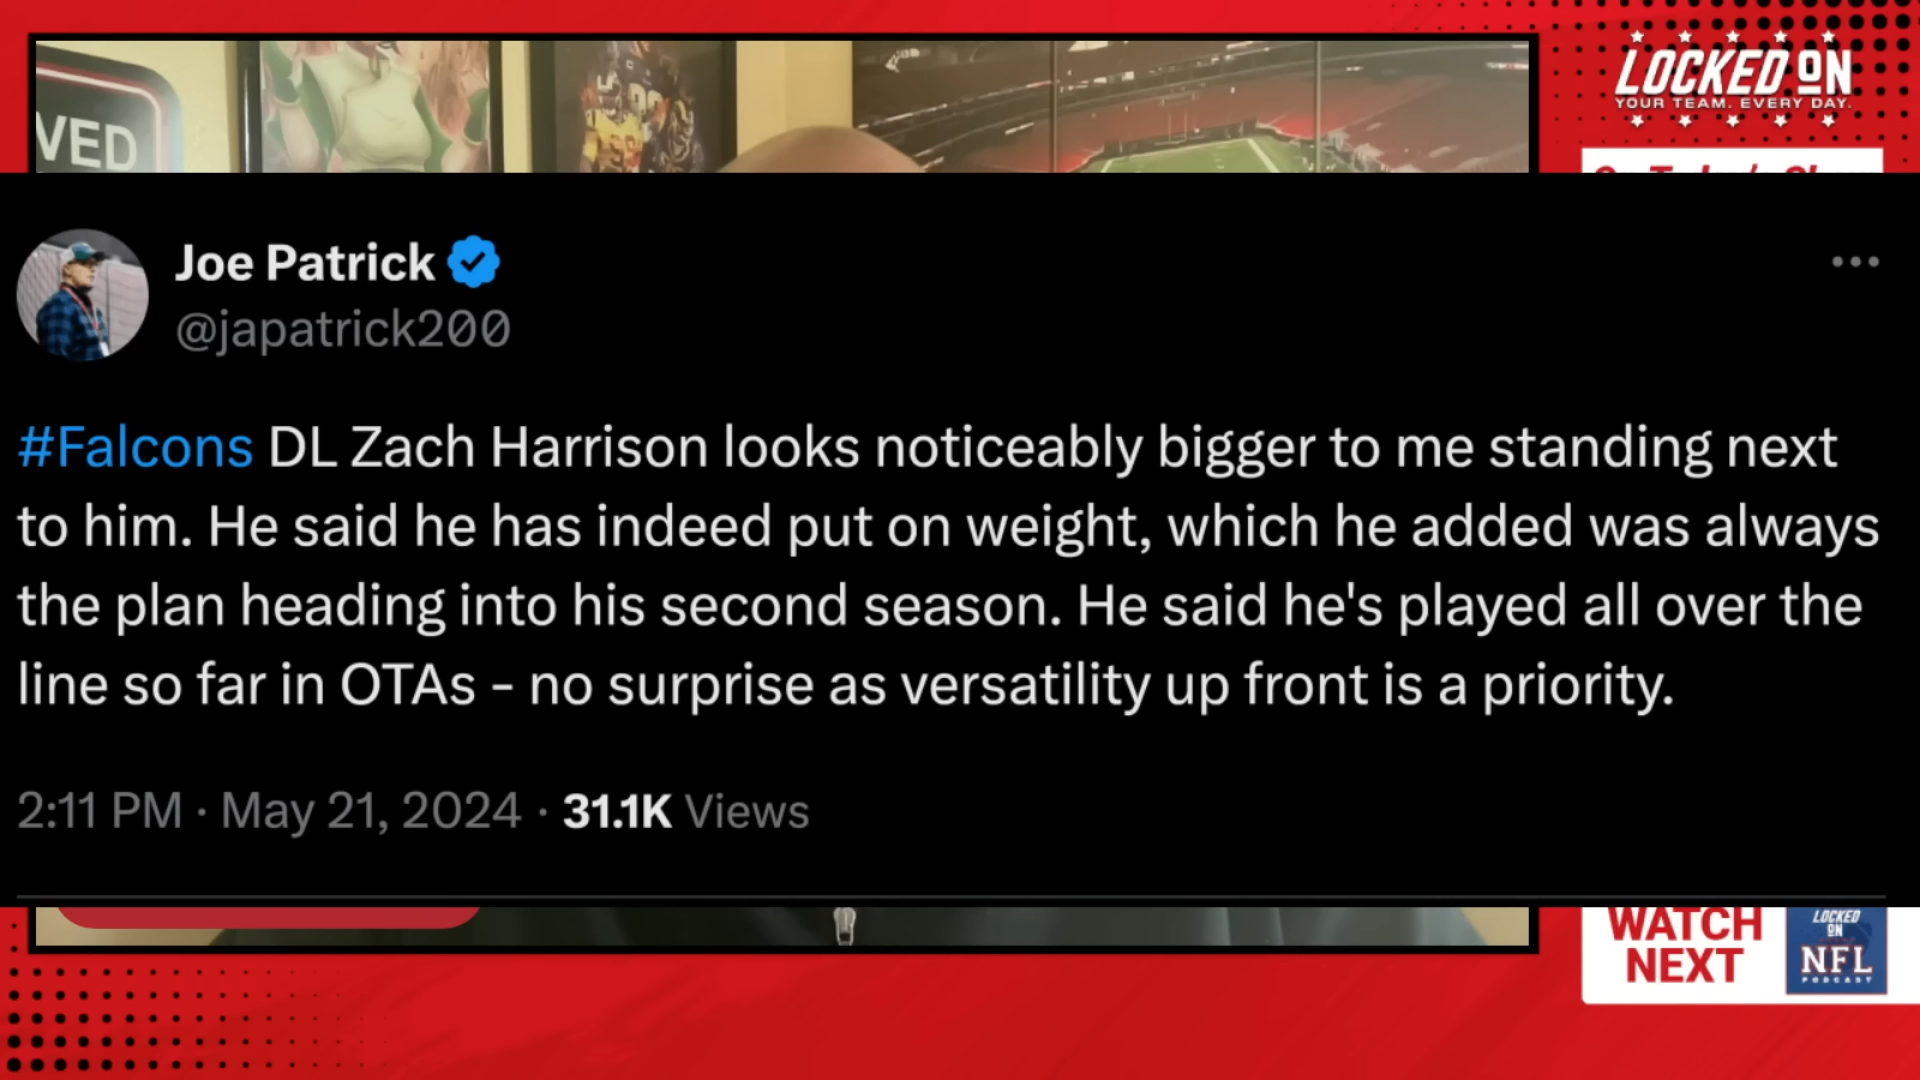 VED
LOCKED ON
YOUR TEAM. EVERY DAY.
Joe Patrick
@japatrick200
#Falcons DL Zach Harrison looks noticeably bigger to me standing next
to him. He said he has indeed put on weight, which he added was always
the plan heading into his second season. He said he's played all over the
line so far in OTAs - no surprise as versatility up front is a priority.
2:11 PM · May 21, 2024 · 31.1K Views
WATCH
NEXT
LOCKED
ON
NFL
PODCAST